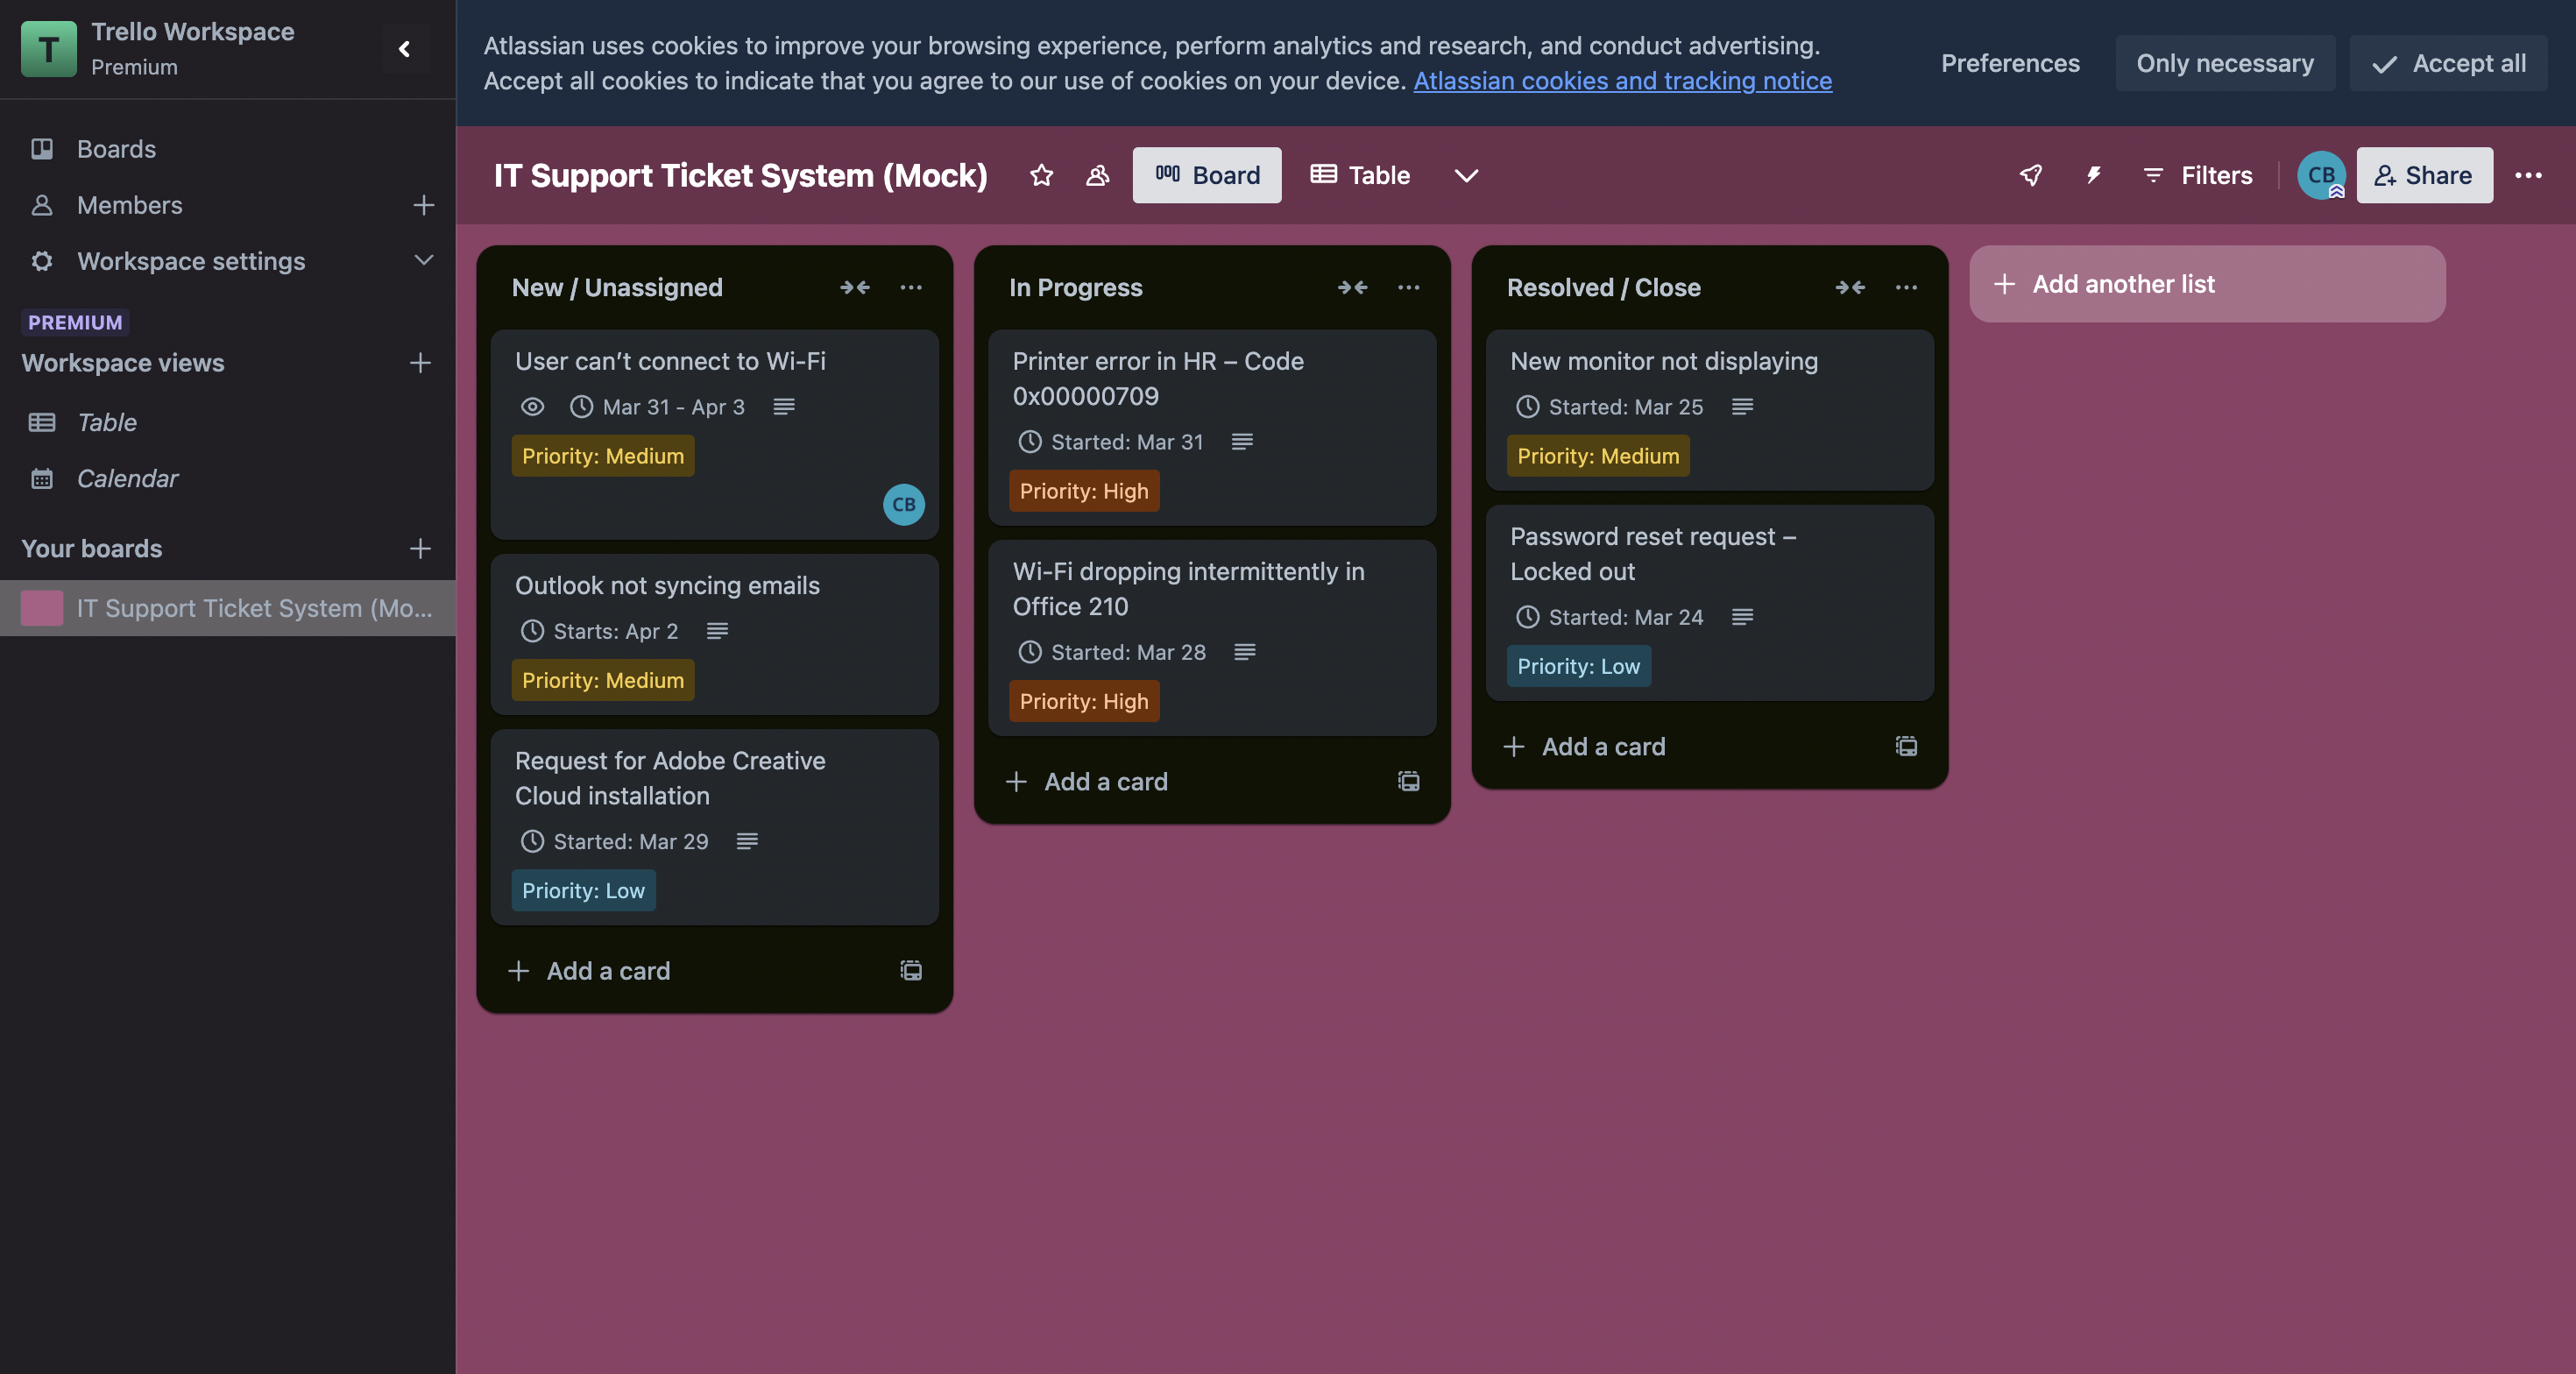 T
Trello Workspace
Premium
Boards
Members
Workspace settings
PREMIUM
Workspace views
Table
Calendar
Your boards
IT Support Ticket System (Mo...
Atlassian uses cookies to improve your browsing experience, perform analytics and research, and conduct advertising.
Accept all cookies to indicate that you agree to our use of cookies on your device. Atlassian cookies and tracking notice
Preferences
Only necessary
Accept all
IT Support Ticket System (Mock)
Board
Table
Filters
CB
Share
New / Unassigned
User can’t connect to Wi-Fi
Mar 31 - Apr 3
Priority: Medium
CB
Outlook not syncing emails
Starts: Apr 2
Priority: Medium
Request for Adobe Creative
Cloud installation
Started: Mar 29
Priority: Low
Add a card
In Progress
Printer error in HR – Code
0x00000709
Started: Mar 31
Priority: High
Wi-Fi dropping intermittently in
Office 210
Started: Mar 28
Priority: High
Add a card
Resolved / Close
New monitor not displaying
Started: Mar 25
Priority: Medium
Password reset request –
Locked out
Started: Mar 24
Priority: Low
Add a card
Add another list